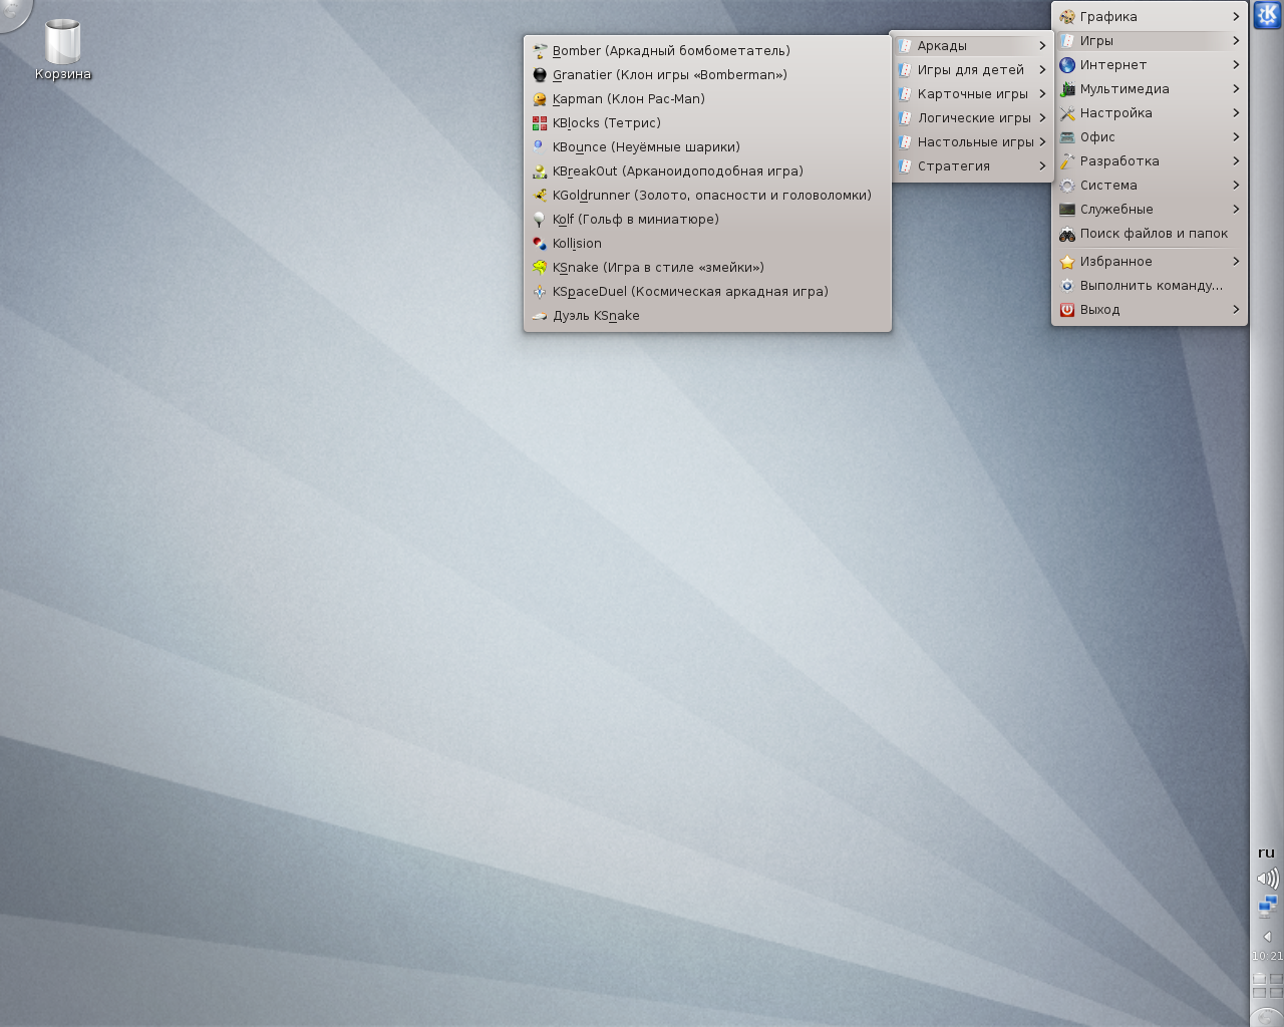 Корзина
Bomber (Аркадный бомбометатель)
Granatier (Клон игры «Bomberman»)
Kapman (Клон Pac-Man)
KBlocks (Тетрис)
KBounce (Неуёмные шарики)
KBreakOut (Арканоидоподобная игра)
KGoldrunner (Золото, опасности и головоломки)
Kolf (Гольф в миниатюре)
Kollision
KSnake (Игра в стиле «змейки»)
KSpaceDuel (Космическая аркадная игра)
Дуэль KSnake
Аркады
Игры для детей
Карточные игры
Логические игры
Настольные игры
Стратегия
Графика
Игры
Интернет
Мультимедиа
Настройка
Офис
Разработка
Система
Служебные
Поиск файлов и папок
Избранное
Выполнить команду...
Выход
ru
10:21